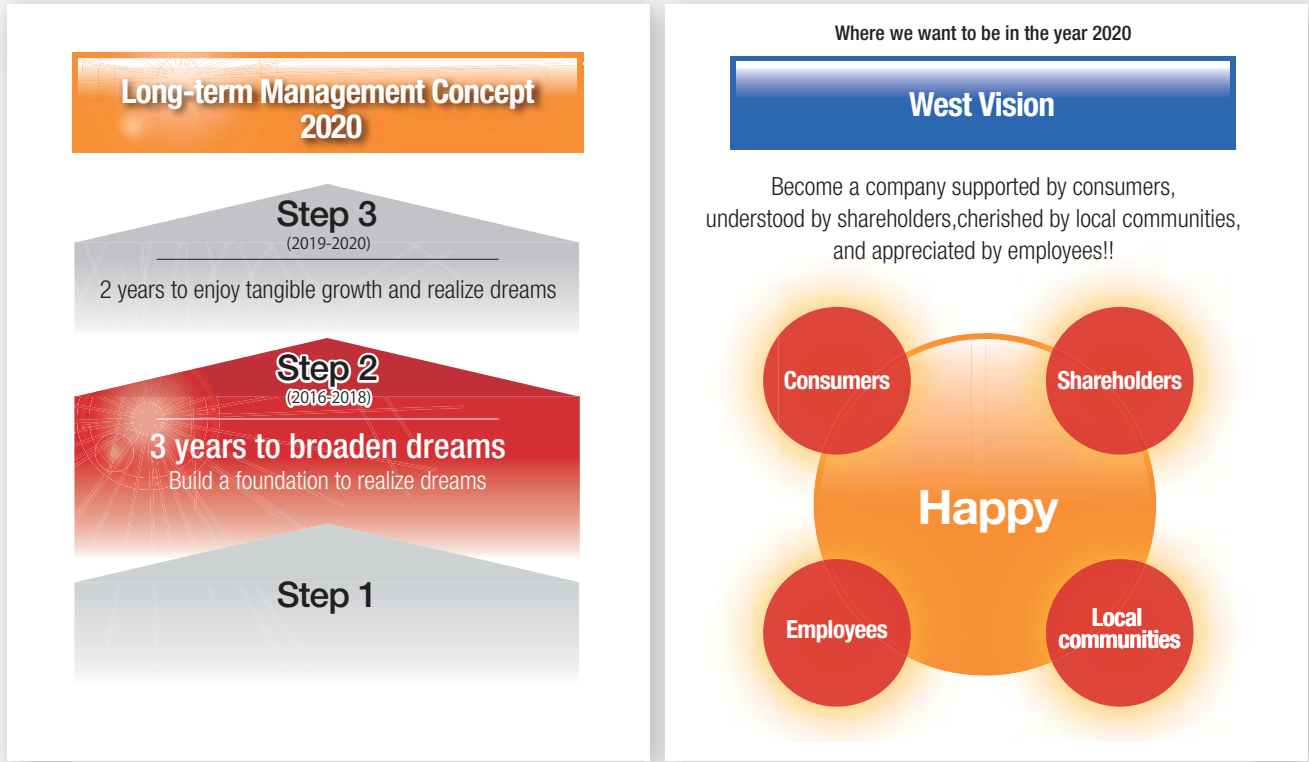 Long-term Management Concept
2020
Step 3
(2019-2020)
2 years to enjoy tangible growth and realize dreams
Step 2
(2016-2018)
3 years to broaden dreams
Build a foundation to realize dreams
Step 1
Where we want to be in the year 2020
West Vision
Become a company supported by consumers,
understood by shareholders,cherished by local communities,
and appreciated by employees!!
Consumers
Shareholders
Happy
Employees
Local
communities